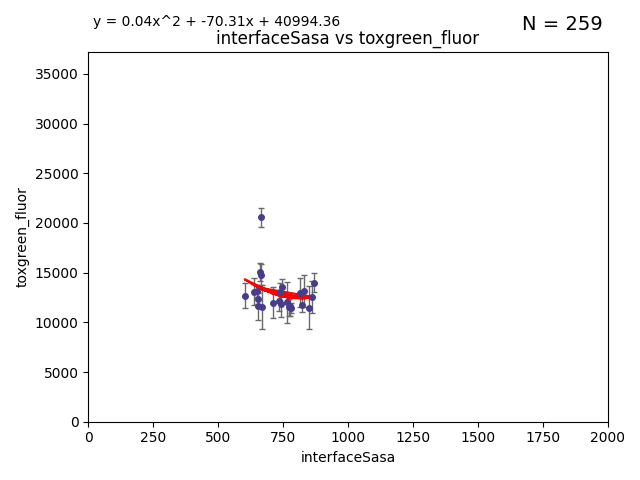 y = 0.04x^2 + -70.31x + 40994.36
N = 259
interfaceSasa vs toxgreen_fluor
toxgreen_fluor
35000
30000
25000
20000
15000
10000
5000
0
0 250 500 750 1000 1250 1500 1750 2000
interfaceSasa